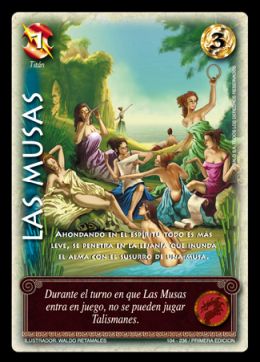 1
3
Titán
LAS MUSAS
Ahondando en el espíritu todo es más
leve, se penetra en la lejanía que inunda
el alma con el susurro de una musa.
Durante el turno en que Las Musas
entra en juego, no se pueden jugar
Talismanes.
ILUSTRADOR: WALDO RETAMALES
104 - 236 / PRIMERA EDICION